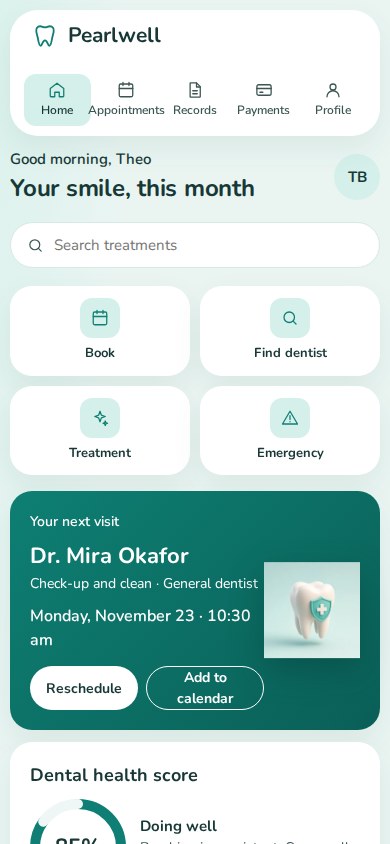 Pearlwell
Home
Appointments
Records
Payments
Profile
Good morning, Theo
Your smile, this month
TB
Search treatments
Book
Find dentist
Treatment
Emergency
Your next visit
Dr. Mira Okafor
Check-up and clean · General dentist
Monday, November 23 · 10:30
am
Reschedule
Add to
calendar
Dental health score
Doing well